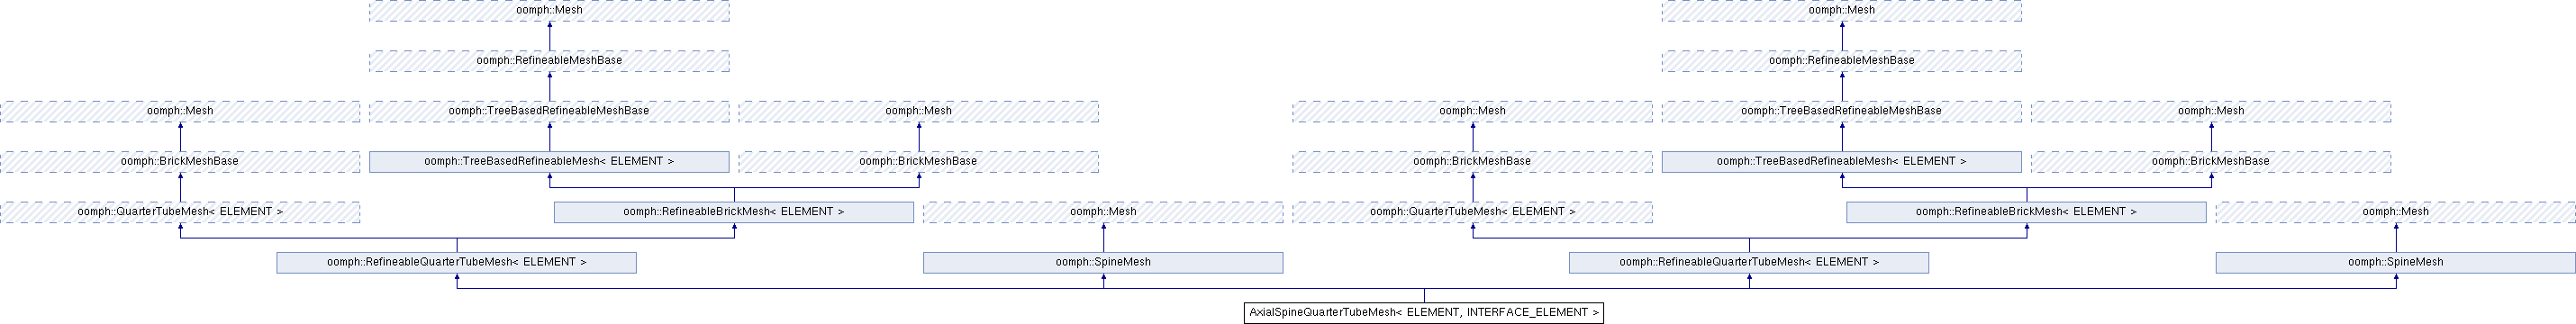 oomph::Mesh oomph::Mesh
oomph::RefineableMeshBase oomph::RefineableMeshBase
oomph::Mesh oomph::TreeBasedRefineableMeshBase oomph::Mesh oomph::Mesh oomph::TreeBasedRefineableMeshBase oomph::Mesh
oomph::BrickMeshBase oomph::TreeBasedRefineableMesh< ELEMENT > oomph::BrickMeshBase oomph::BrickMeshBase oomph::TreeBasedRefineableMesh< ELEMENT > oomph::BrickMeshBase
oomph::QuarterTubeMesh< ELEMENT > oomph::RefineableBrickMesh< ELEMENT > oomph::Mesh oomph::QuarterTubeMesh< ELEMENT > oomph::RefineableBrickMesh< ELEMENT > oomph::Mesh
oomph::RefineableQuarterTubeMesh< ELEMENT > oomph::SpineMesh oomph::RefineableQuarterTubeMesh< ELEMENT > oomph::SpineMesh
AxialSpineQuarterTubeMesh< ELEMENT, INTERFACE_ELEMENT >